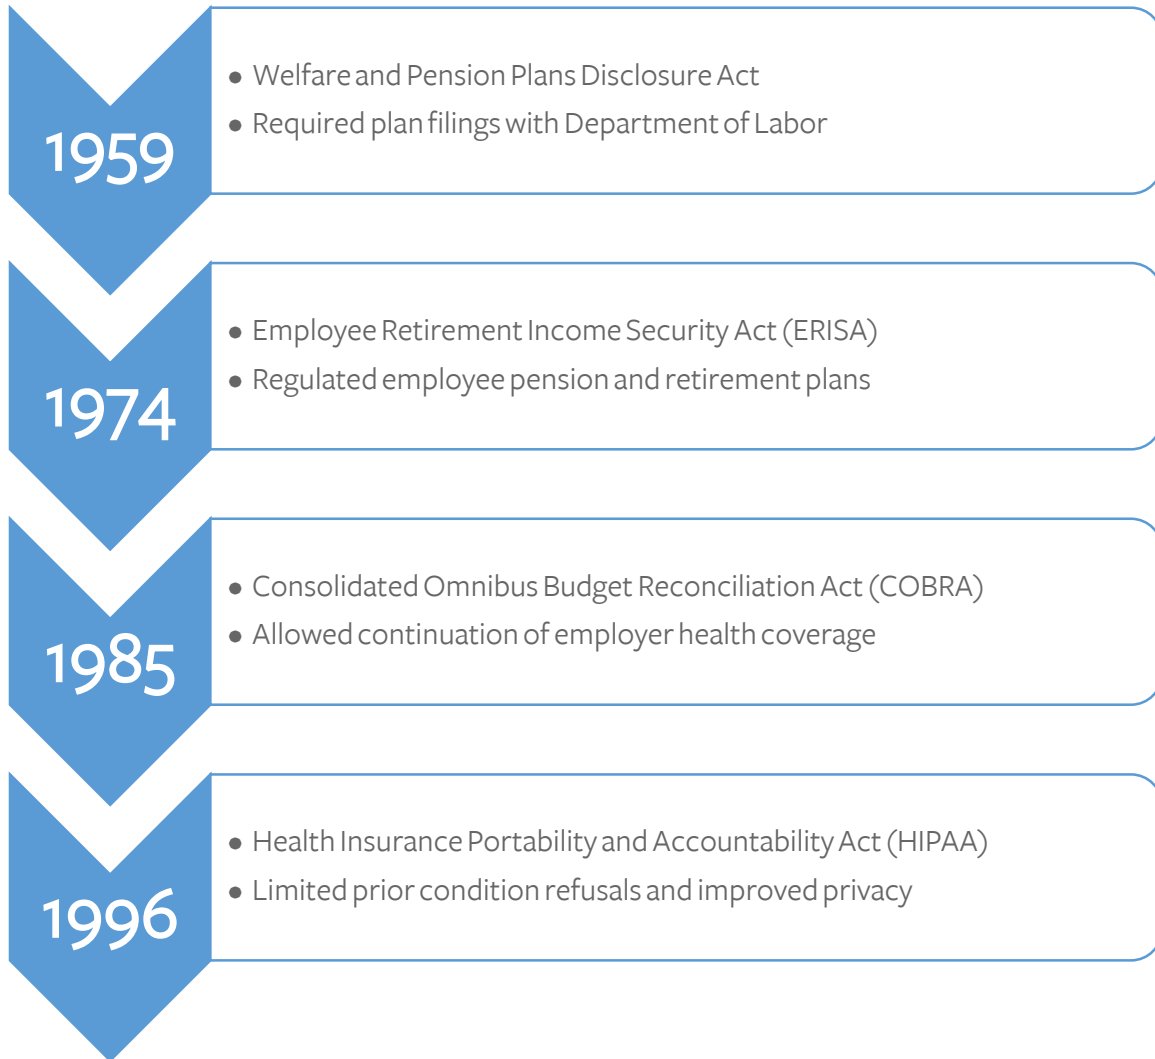 1959
• Welfare and Pension Plans Disclosure Act
• Required plan filings with Department of Labor
1974
• Employee Retirement Income Security Act (ERISA)
• Regulated employee pension and retirement plans
1985
• Consolidated Omnibus Budget Reconciliation Act (COBRA)
• Allowed continuation of employer health coverage
1996
• Health Insurance Portability and Accountability Act (HIPAA)
• Limited prior condition refusals and improved privacy